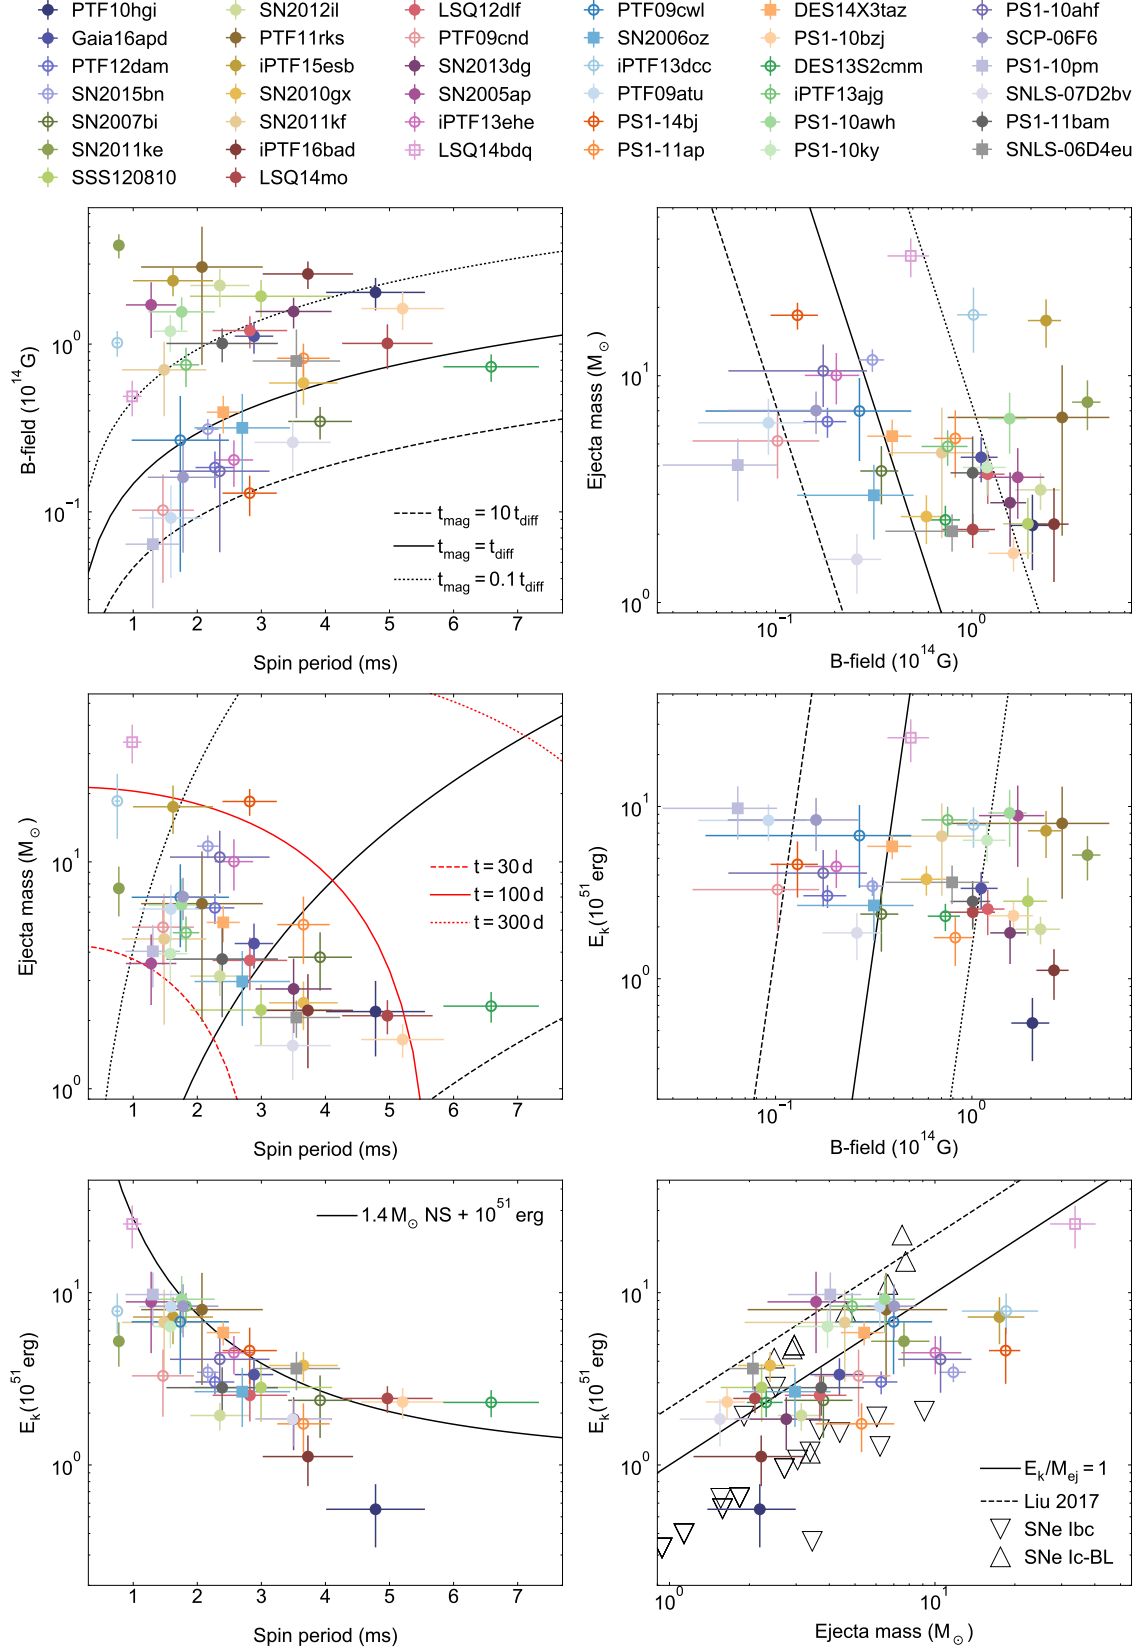 PTF10hgi SN2012il LSQ12dlf PTF09cwl DES14X3taz PS1-10ahf
Gaia16apd PTF11rks PTF09cnd SN2006oz PS1-10bzj SCP-06F6
PTF12dam iPTF15esb SN2013dg iPTF13dcc DES13S2cmm PS1-10pm
SN2015bn SN2010gx SN2005ap PTF09atu iPTF13ajg SNLS-07D2bv
SN2007bi SN2011kf iPTF13ehe PS1-14bj PS1-10awh PS1-11bam
SN2011ke iPTF16bad LSQ14bdq PS1-11ap PS1-10ky SNLS-06D4eu
SSS120810 LSQ14mo
B-field (10^14 G)
10^0
10^-1
t_mag = 10 t_diff
t_mag = t_diff
t_mag = 0.1 t_diff
1 2 3 4 5 6 7
Spin period (ms)
Ejecta mass (M_⊙)
10^1
10^0
10^-1 10^0
B-field (10^14 G)
Ejecta mass (M_⊙)
10^1
10^0
t = 30 d
t = 100 d
t = 300 d
1 2 3 4 5 6 7
Spin period (ms)
E_k(10^51 erg)
10^1
10^0
10^-1 10^0
B-field (10^14 G)
E_k(10^51 erg)
10^1
10^0
1.4 M_⊙ NS + 10^51 erg
1 2 3 4 5 6 7
Spin period (ms)
E_k(10^51 erg)
10^1
10^0
E_k/M_ej = 1
Liu 2017
SNe Ibc
SNe Ic-BL
10^0 10^1
Ejecta mass (M_⊙)